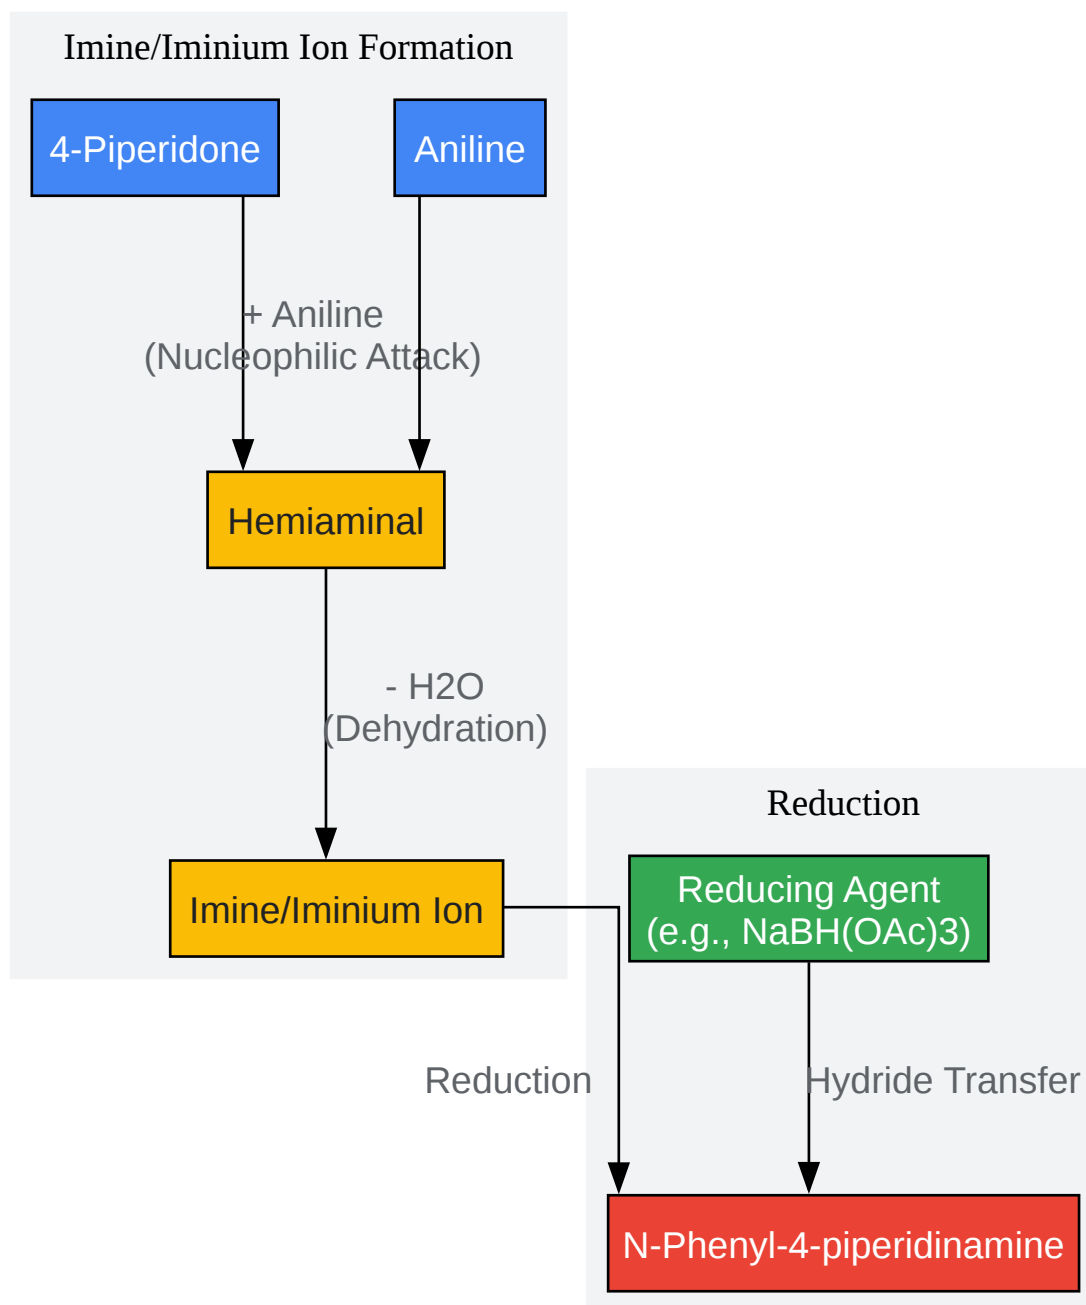 Imine/Iminium Ion Formation
4-Piperidone
Aniline
+ Aniline
(Nucleophilic Attack)
Hemiaminal
- H2O
(Dehydration)
Reduction
Imine/Iminium Ion
Reducing Agent
(e.g., NaBH(OAc)3)
Reduction
Hydride Transfer
N-Phenyl-4-piperidinamine